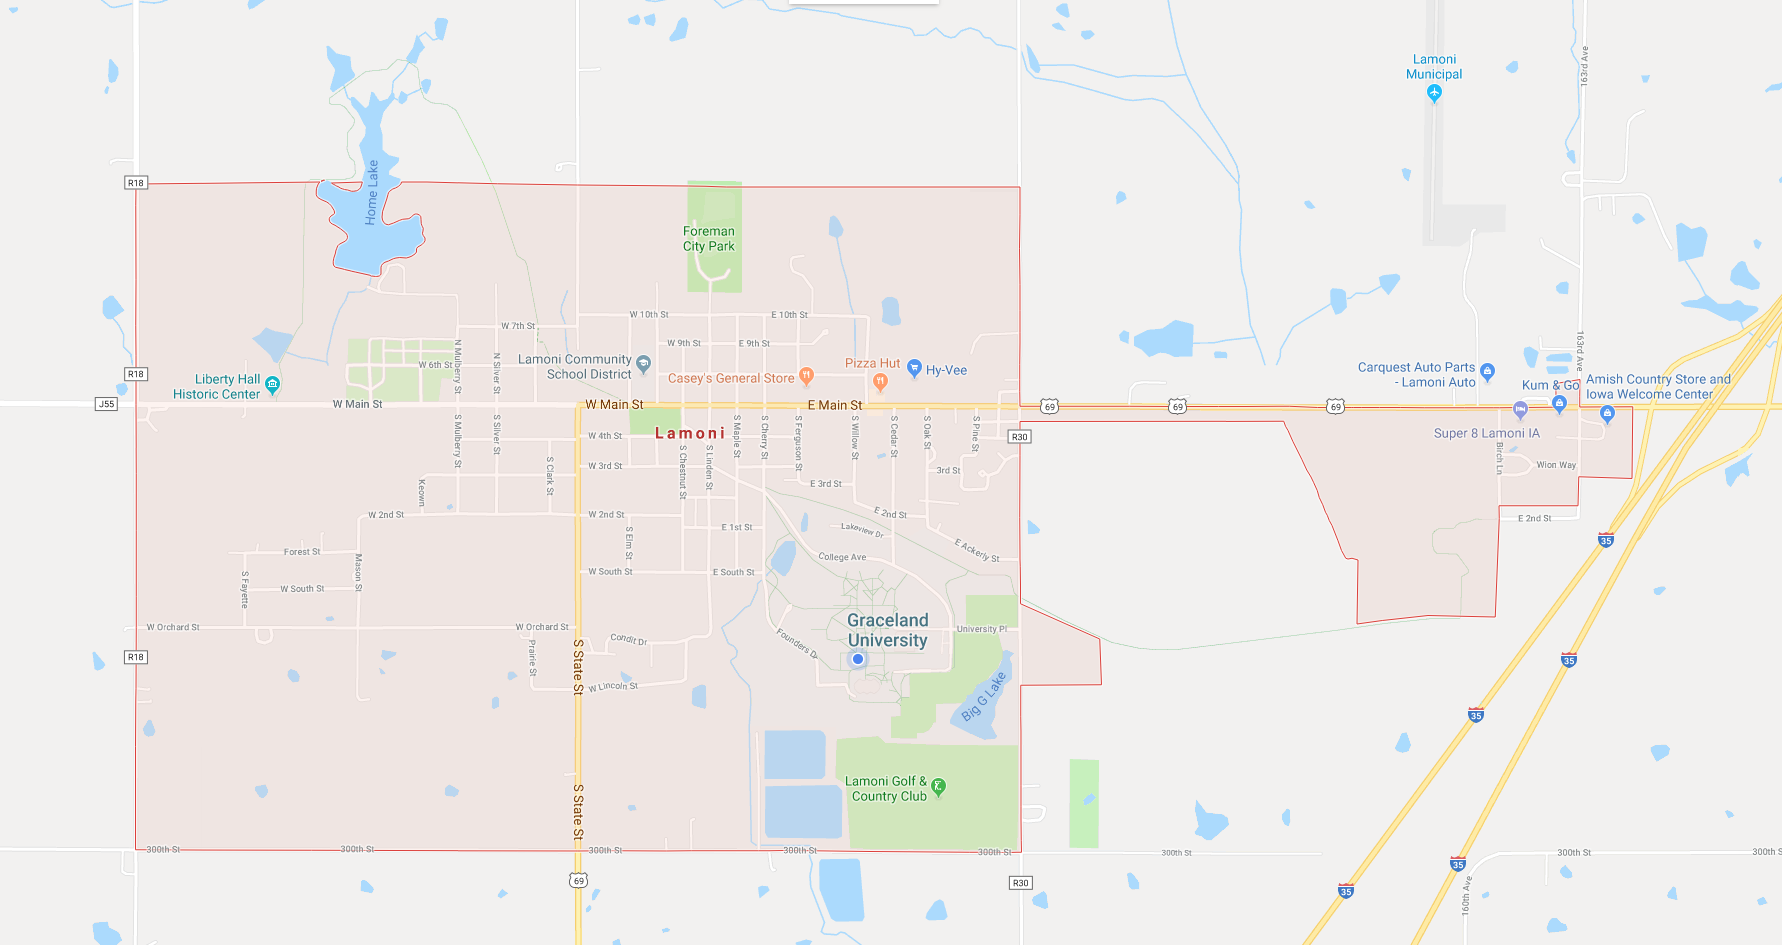 Lamoni
Municipal
163rd Ave
R18
Home Lake
Foreman
City Park
W 10th St
E 10th St
W 7th St
W 9th St
E 9th St
N Mulberry St
N Silver St
W 6th St
Lamoni Community
School District
Casey's General Store
Pizza Hut
Hy-Vee
163rd Ave
R18
Liberty Hall
Historic Center
Carquest Auto Parts
- Lamoni Auto
Kum & Go
Amish Country Store and
Iowa Welcome Center
J55
W Main St
W Main St
E Main St
69
69
69
Super 8 Lamoni IA
Lamoni
R30
W 4th St
S Mulberry St
S Silver St
S Maple St
S Cherry St
S Ferguson St
S Willow St
S Cedar St
S Oak St
S Pine St
W 3rd St
3rd St
S Clark St
S Chestnut St
S Linden St
E 3rd St
Birch Ln
Wion Way
Keown
W 2nd St
W 2nd St
E 2nd St
E 2nd St
E 1st St
Lakeview Dr
S Elm St
E Ackerly St
35
Forest St
College Ave
Mason St
W South St
E South St
S Fayette
W South St
Graceland
University
W Orchard St
W Orchard St
University Pl
Condit Dr
Founders Dr
Prairie St
R18
S State St
W Lincoln St
Big G Lake
35
35
Lamoni Golf &
Country Club
S State St
300th St
300th St
300th St
300th St
300th St
300th St
300th St
300th S
69
R30
35
35
160th Ave